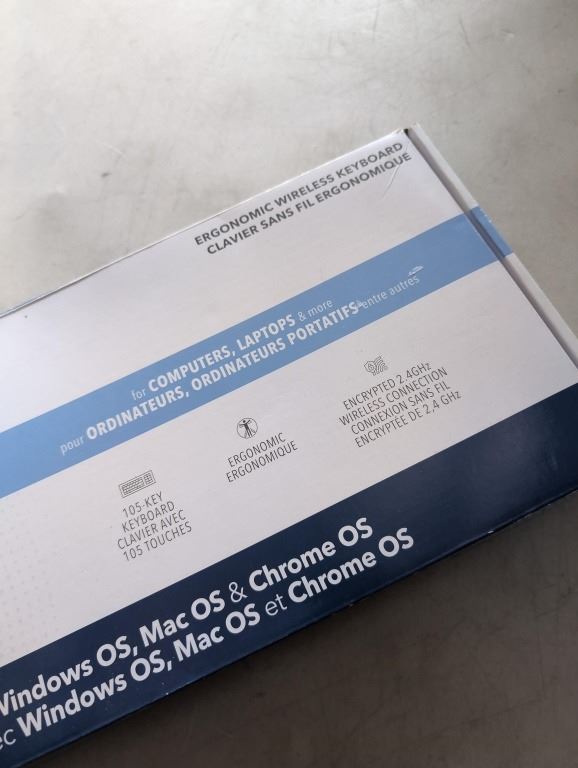 ERGONOMIC WIRELESS KEYBOARD
CLAVIER SANS FIL ERGONOMIQUE
for COMPUTERS, LAPTOPS & more
pour ORDINATEURS, ORDINATEURS PORTATIFS entre autres
105-KEY
KEYBOARD
CLAVIER AVEC
105 TOUCHES
ERGONOMIC
ERGONOMIQUE
ENCRYPTED 2.4GHz
WIRELESS CONNECTION
CONNEXION SANS FIL
ENCRYPTÉE DE 2.4 GHz
Windows OS, Mac OS & Chrome OS
Windows OS, Mac OS et Chrome OS